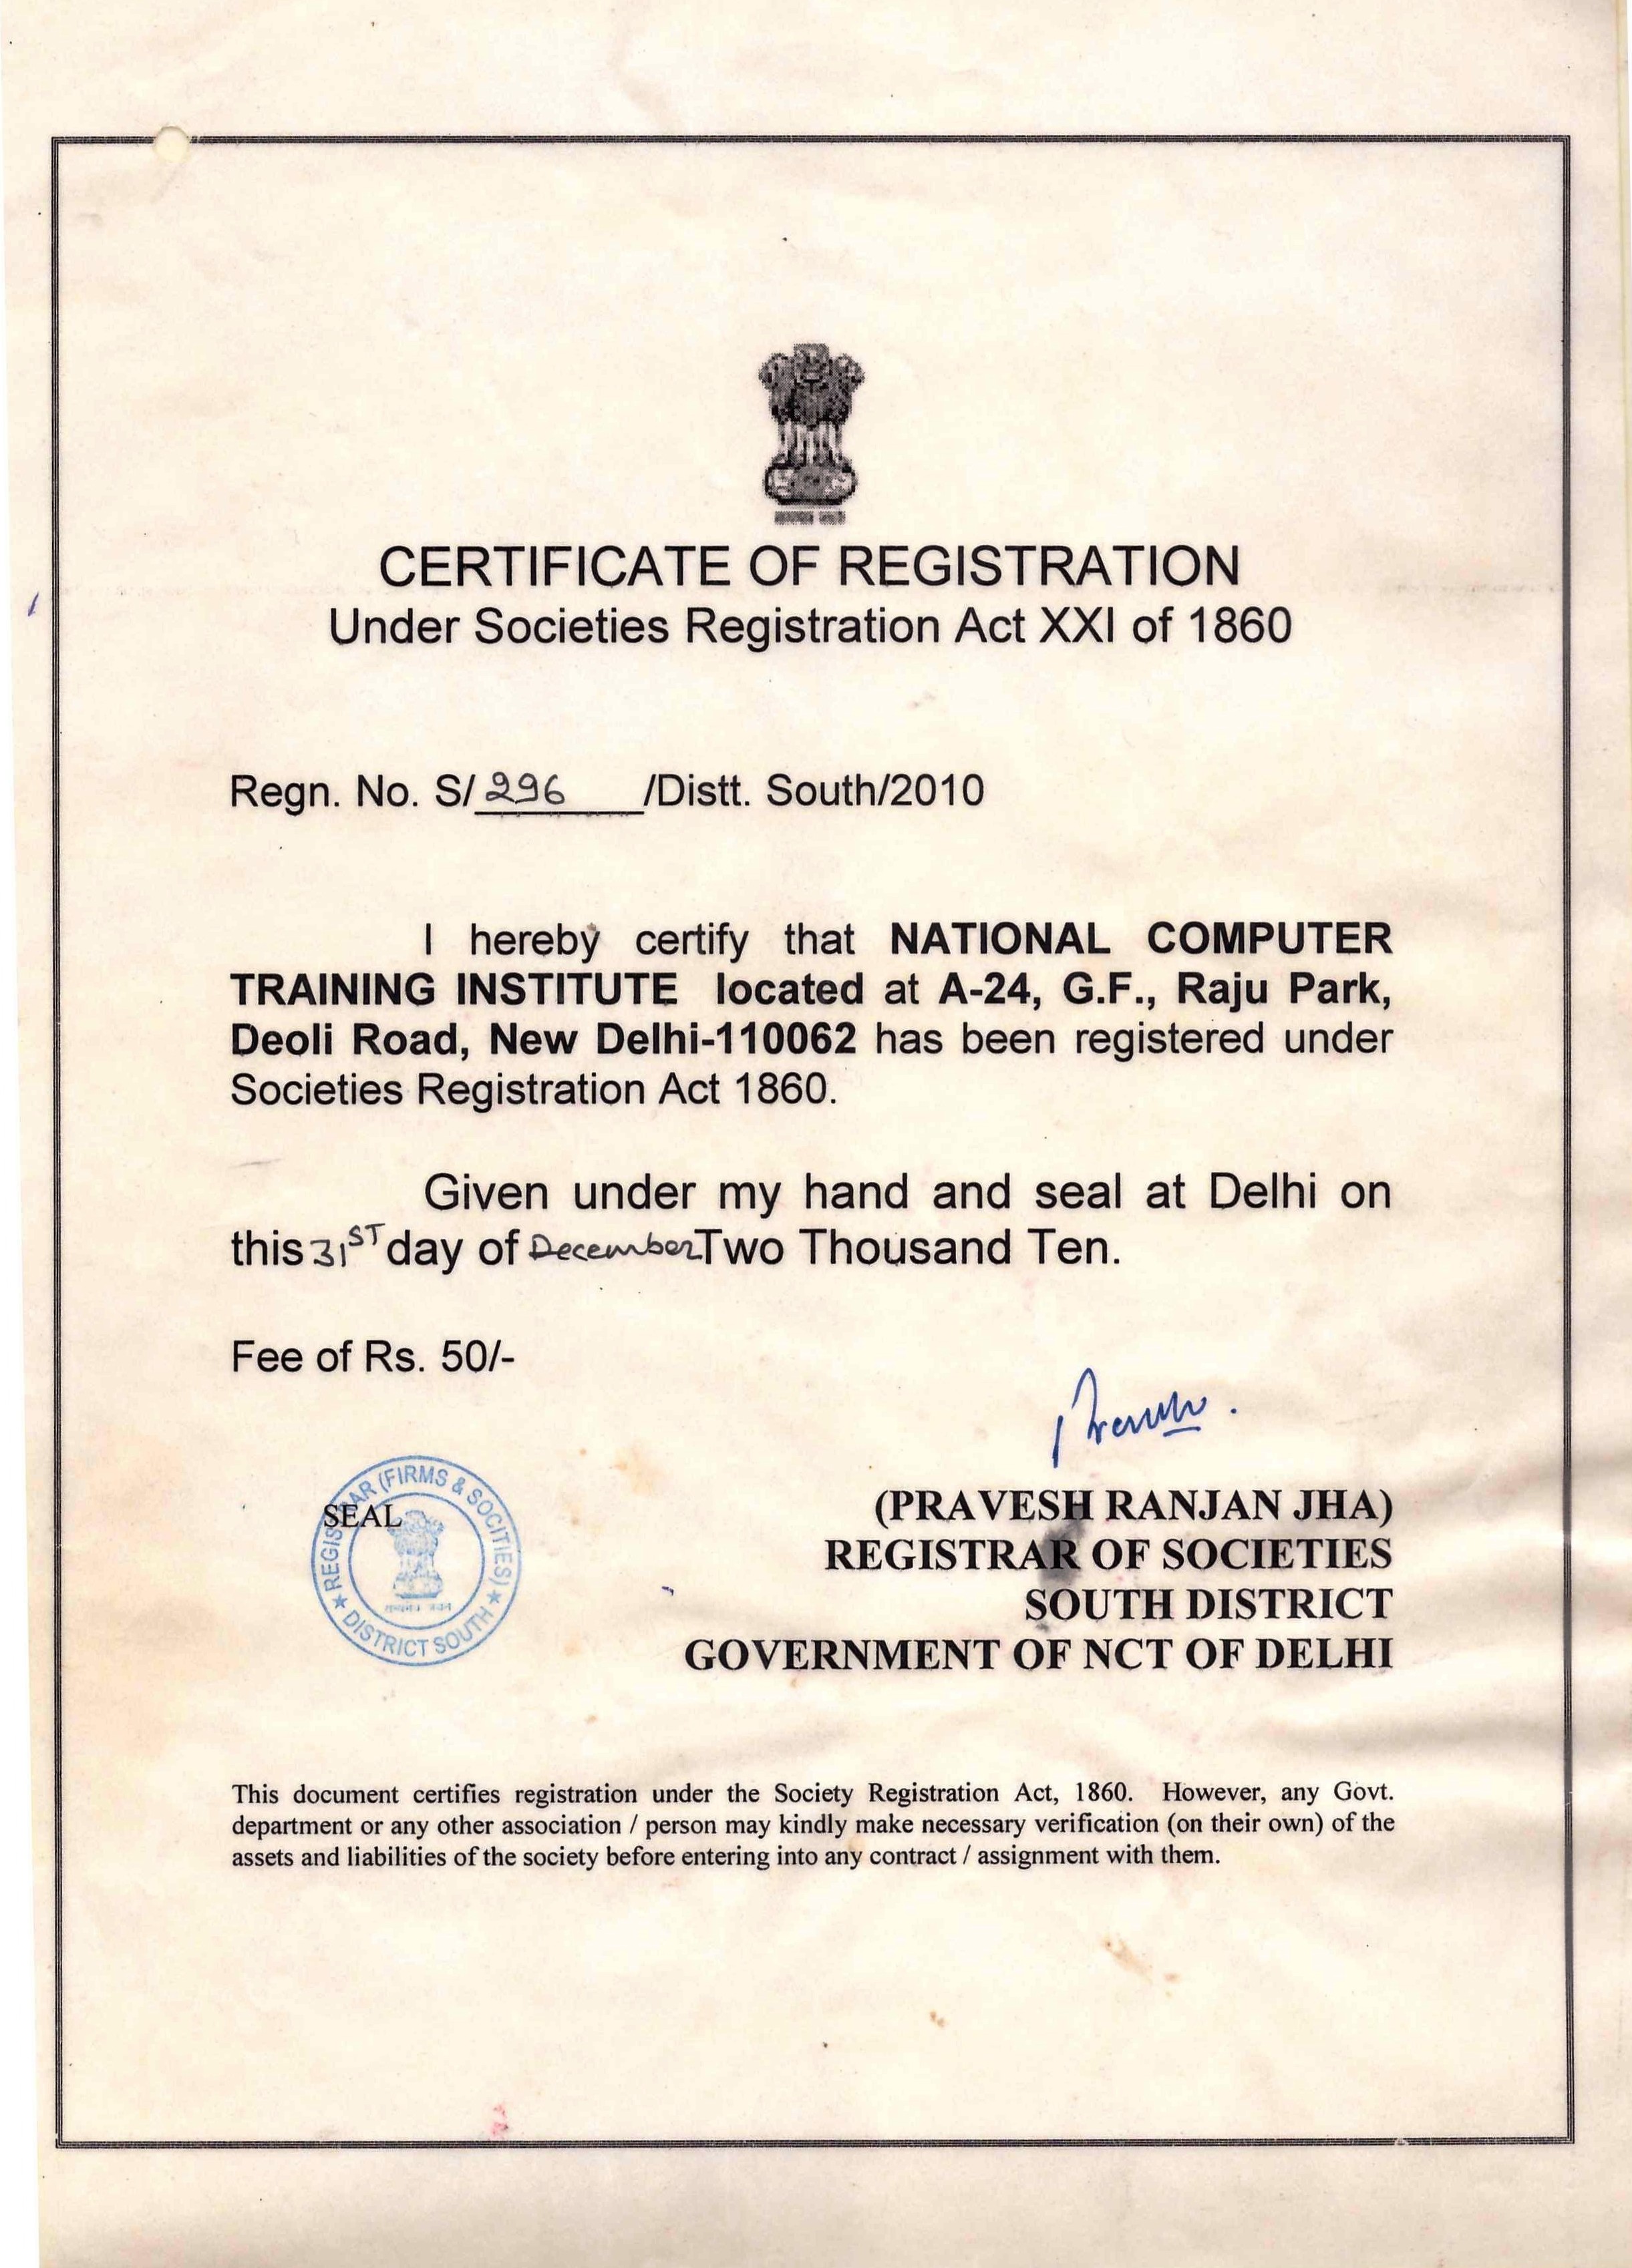 CERTIFICATE OF REGISTRATION
Under Societies Registration Act XXI of 1860
Regn. No. S/ 296 /Distt. South/2010
I hereby certify that NATIONAL COMPUTER
TRAINING INSTITUTE located at A-24, G.F., Raju Park,
Deoli Road, New Delhi-110062 has been registered under
Societies Registration Act 1860.
Given under my hand and seal at Delhi on
this 31ST day of December Two Thousand Ten.
Fee of Rs. 50/-
REGISTRAR (FIRMS & SOCITIES)
SEAL
★ DISTRICT SOUTH ★
(PRAVESH RANJAN JHA)
REGISTRAR OF SOCIETIES
SOUTH DISTRICT
GOVERNMENT OF NCT OF DELHI
This document certifies registration under the Society Registration Act, 1860. However, any Govt.
department or any other association / person may kindly make necessary verification (on their own) of the
assets and liabilities of the society before entering into any contract / assignment with them.